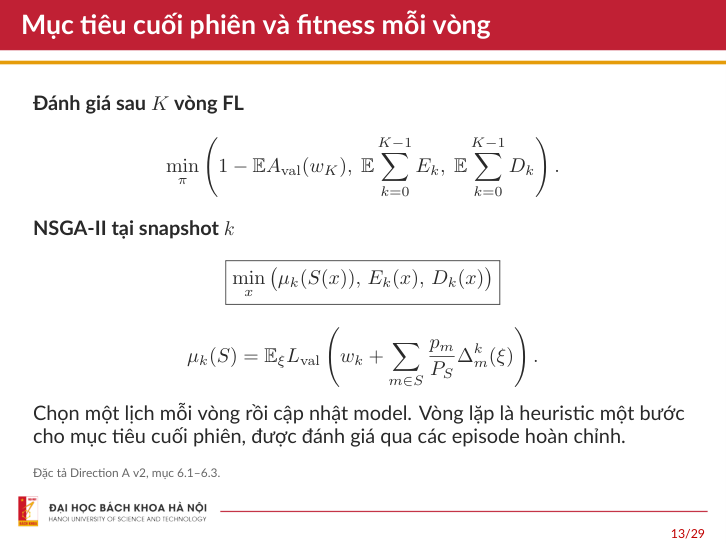 Mục tiêu cuối phiên và fitness mỗi vòng
Đánh giá sau K vòng FL
min_π ( 1 − 𝔼A_val(w_K), 𝔼 ∑_{k=0}^{K−1} E_k, 𝔼 ∑_{k=0}^{K−1} D_k ) .
NSGA-II tại snapshot k
min_x (μ_k(S(x)), E_k(x), D_k(x))
μ_k(S) = 𝔼_ξ L_val ( w_k + ∑_{m∈S} p_m/P_S Δ_m^k(ξ) ) .
Chọn một lịch mỗi vòng rồi cập nhật model. Vòng lặp là heuristic một bước
cho mục tiêu cuối phiên, được đánh giá qua các episode hoàn chỉnh.
Đặc tả Direction A v2, mục 6.1–6.3.
ĐẠI HỌC BÁCH KHOA HÀ NỘI
HANOI UNIVERSITY OF SCIENCE AND TECHNOLOGY
13/29